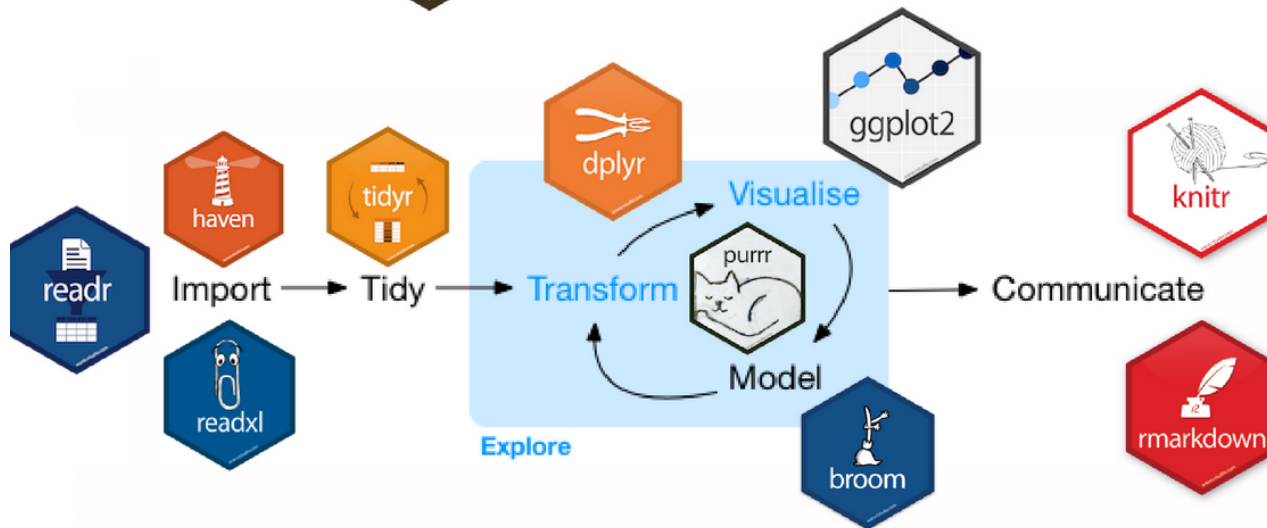 ggplot2
dplyr
Visualise
haven
tidyr
knitr
readr
Import
Tidy
Transform
purrr
Communicate
Model
readxl
Explore
broom
rmarkdown